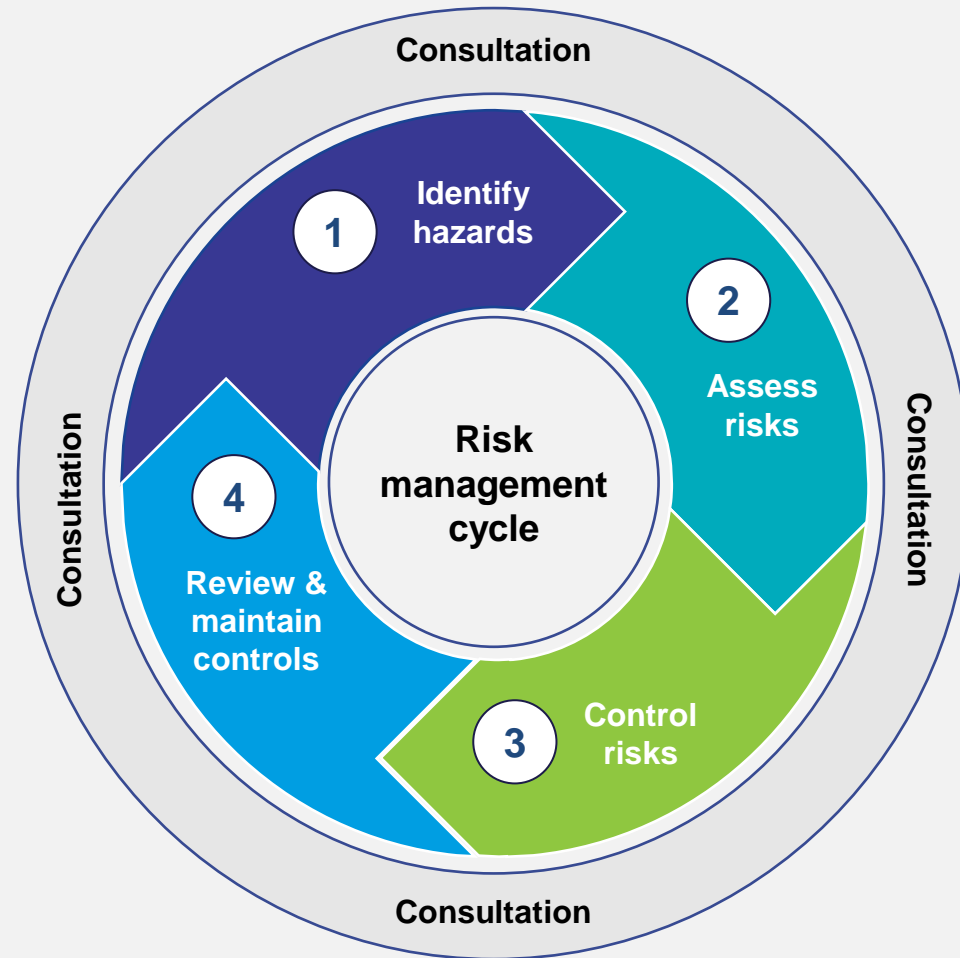 Consultation
1
Identify
hazards
2
Assess
risks
3
Control
risks
4
Review &
maintain
controls
Risk
management
cycle
Consultation
Consultation
Consultation